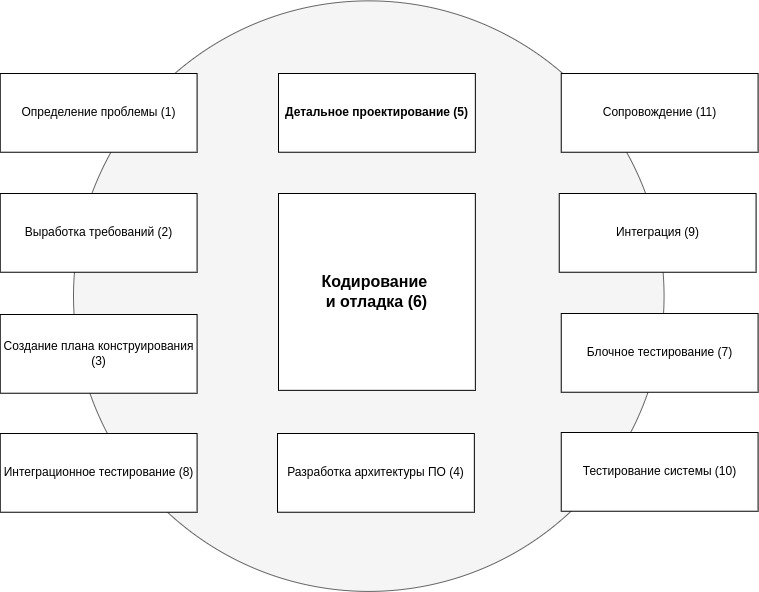 Определение проблемы (1)
Детальное проектирование (5)
Сопровождение (11)
Выработка требований (2)
Кодирование
и отладка (6)
Интеграция (9)
Создание плана конструирования
(3)
Блочное тестирование (7)
Интеграционное тестирование (8)
Разработка архитектуры ПО (4)
Тестирование системы (10)